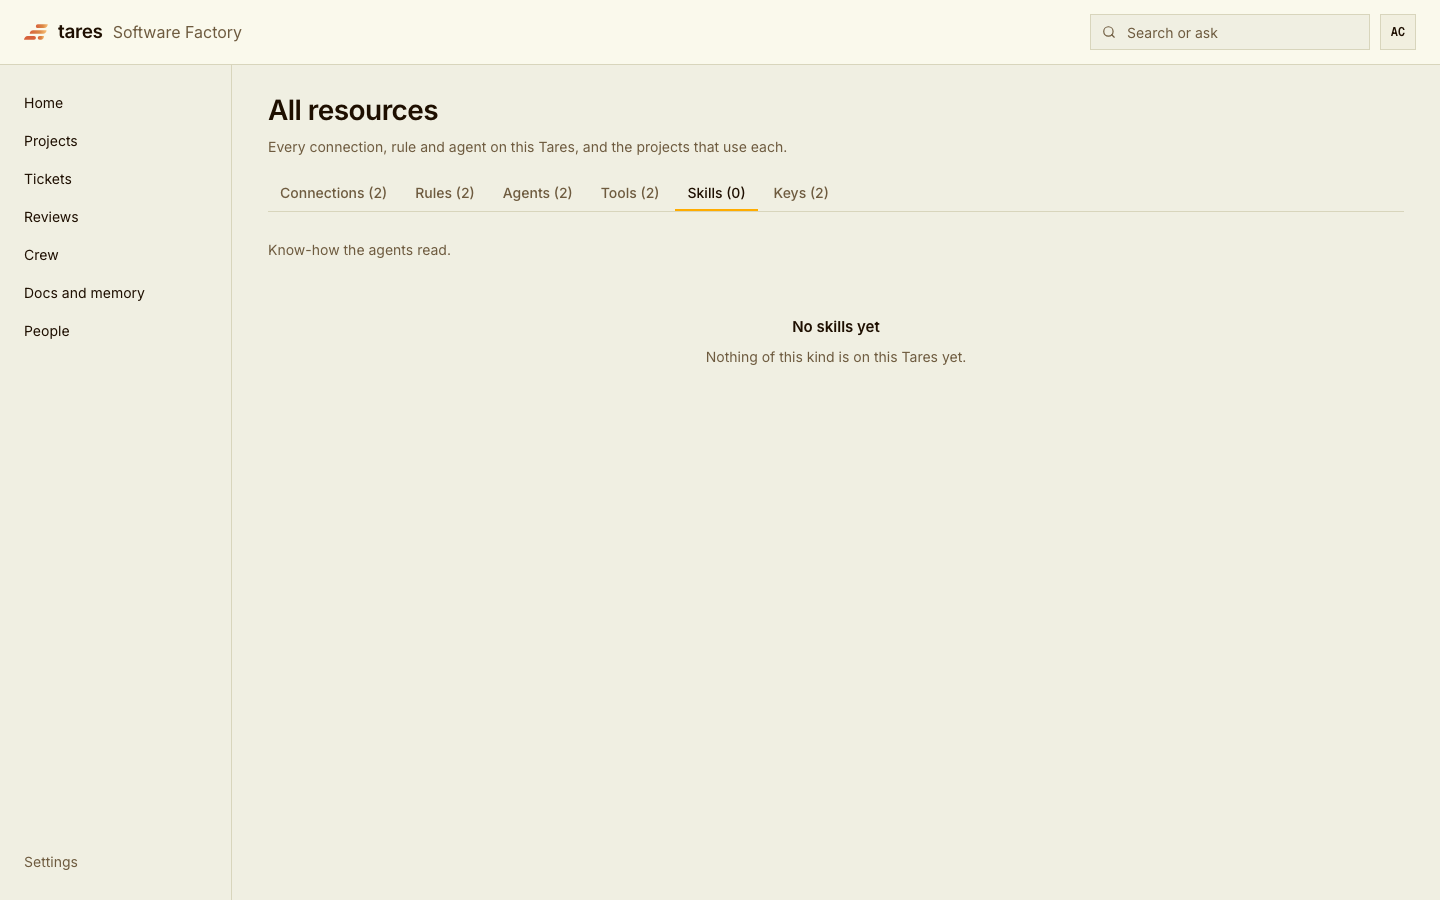 tares Software Factory
Search or ask
AC
Home
Projects
Tickets
Reviews
Crew
Docs and memory
People
Settings
All resources
Every connection, rule and agent on this Tares, and the projects that use each.
Connections (2) Rules (2) Agents (2) Tools (2) Skills (0) Keys (2)
Know-how the agents read.
No skills yet
Nothing of this kind is on this Tares yet.